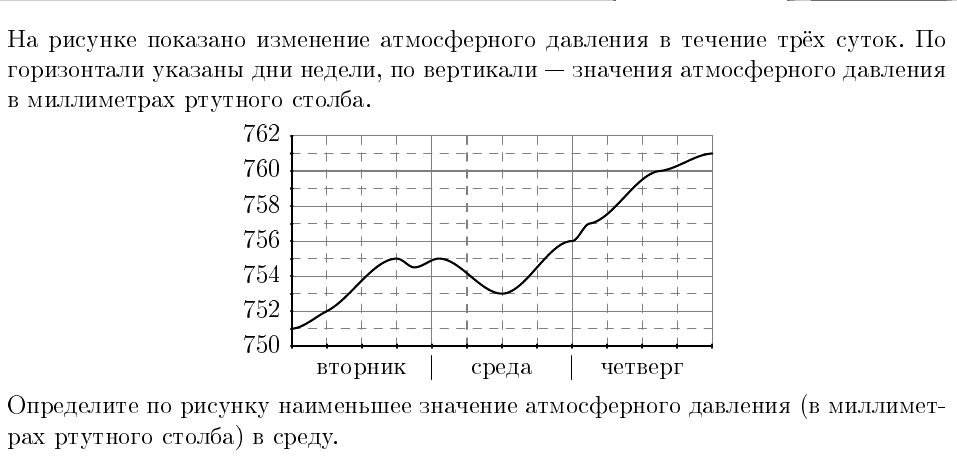 На рисунке показано изменение атмосферного давления в течение трёх суток. По
горизонтали указаны дни недели, по вертикали — значения атмосферного давления
в миллиметрах ртутного столба.
762
760
758
756
754
752
750
вторник среда четверг
Определите по рисунку наименьшее значение атмосферного давления (в миллимет-
рах ртутного столба) в среду.